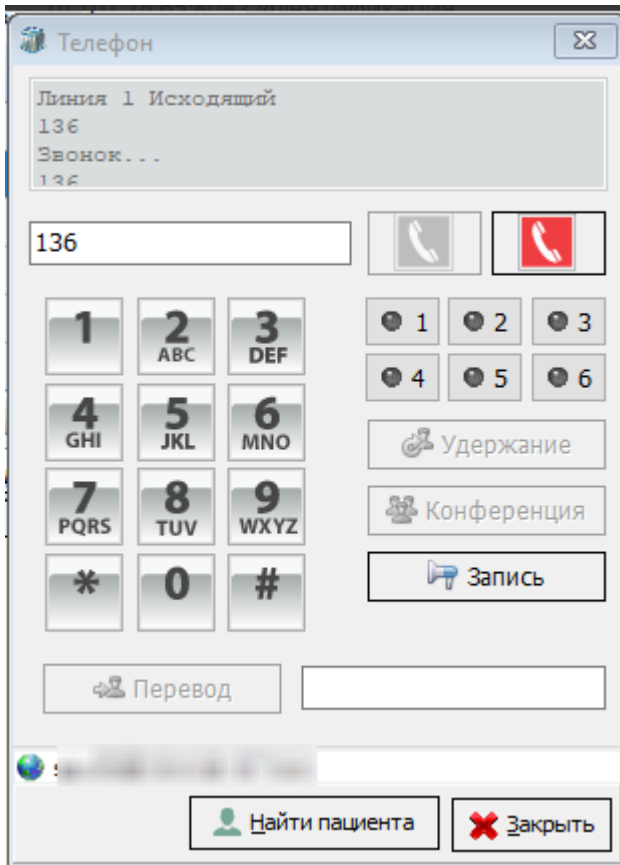 Телефон
Линия 1 Исходящий
136
Звонок...
136
136
1
2
ABC
3
DEF
1
2
3
4
5
6
4
GHI
5
JKL
6
MNO
Удержание
7
PQRS
8
TUV
9
WXYZ
Конференция
*
0
#
Запись
Перевод
Найти пациента
Закрыть